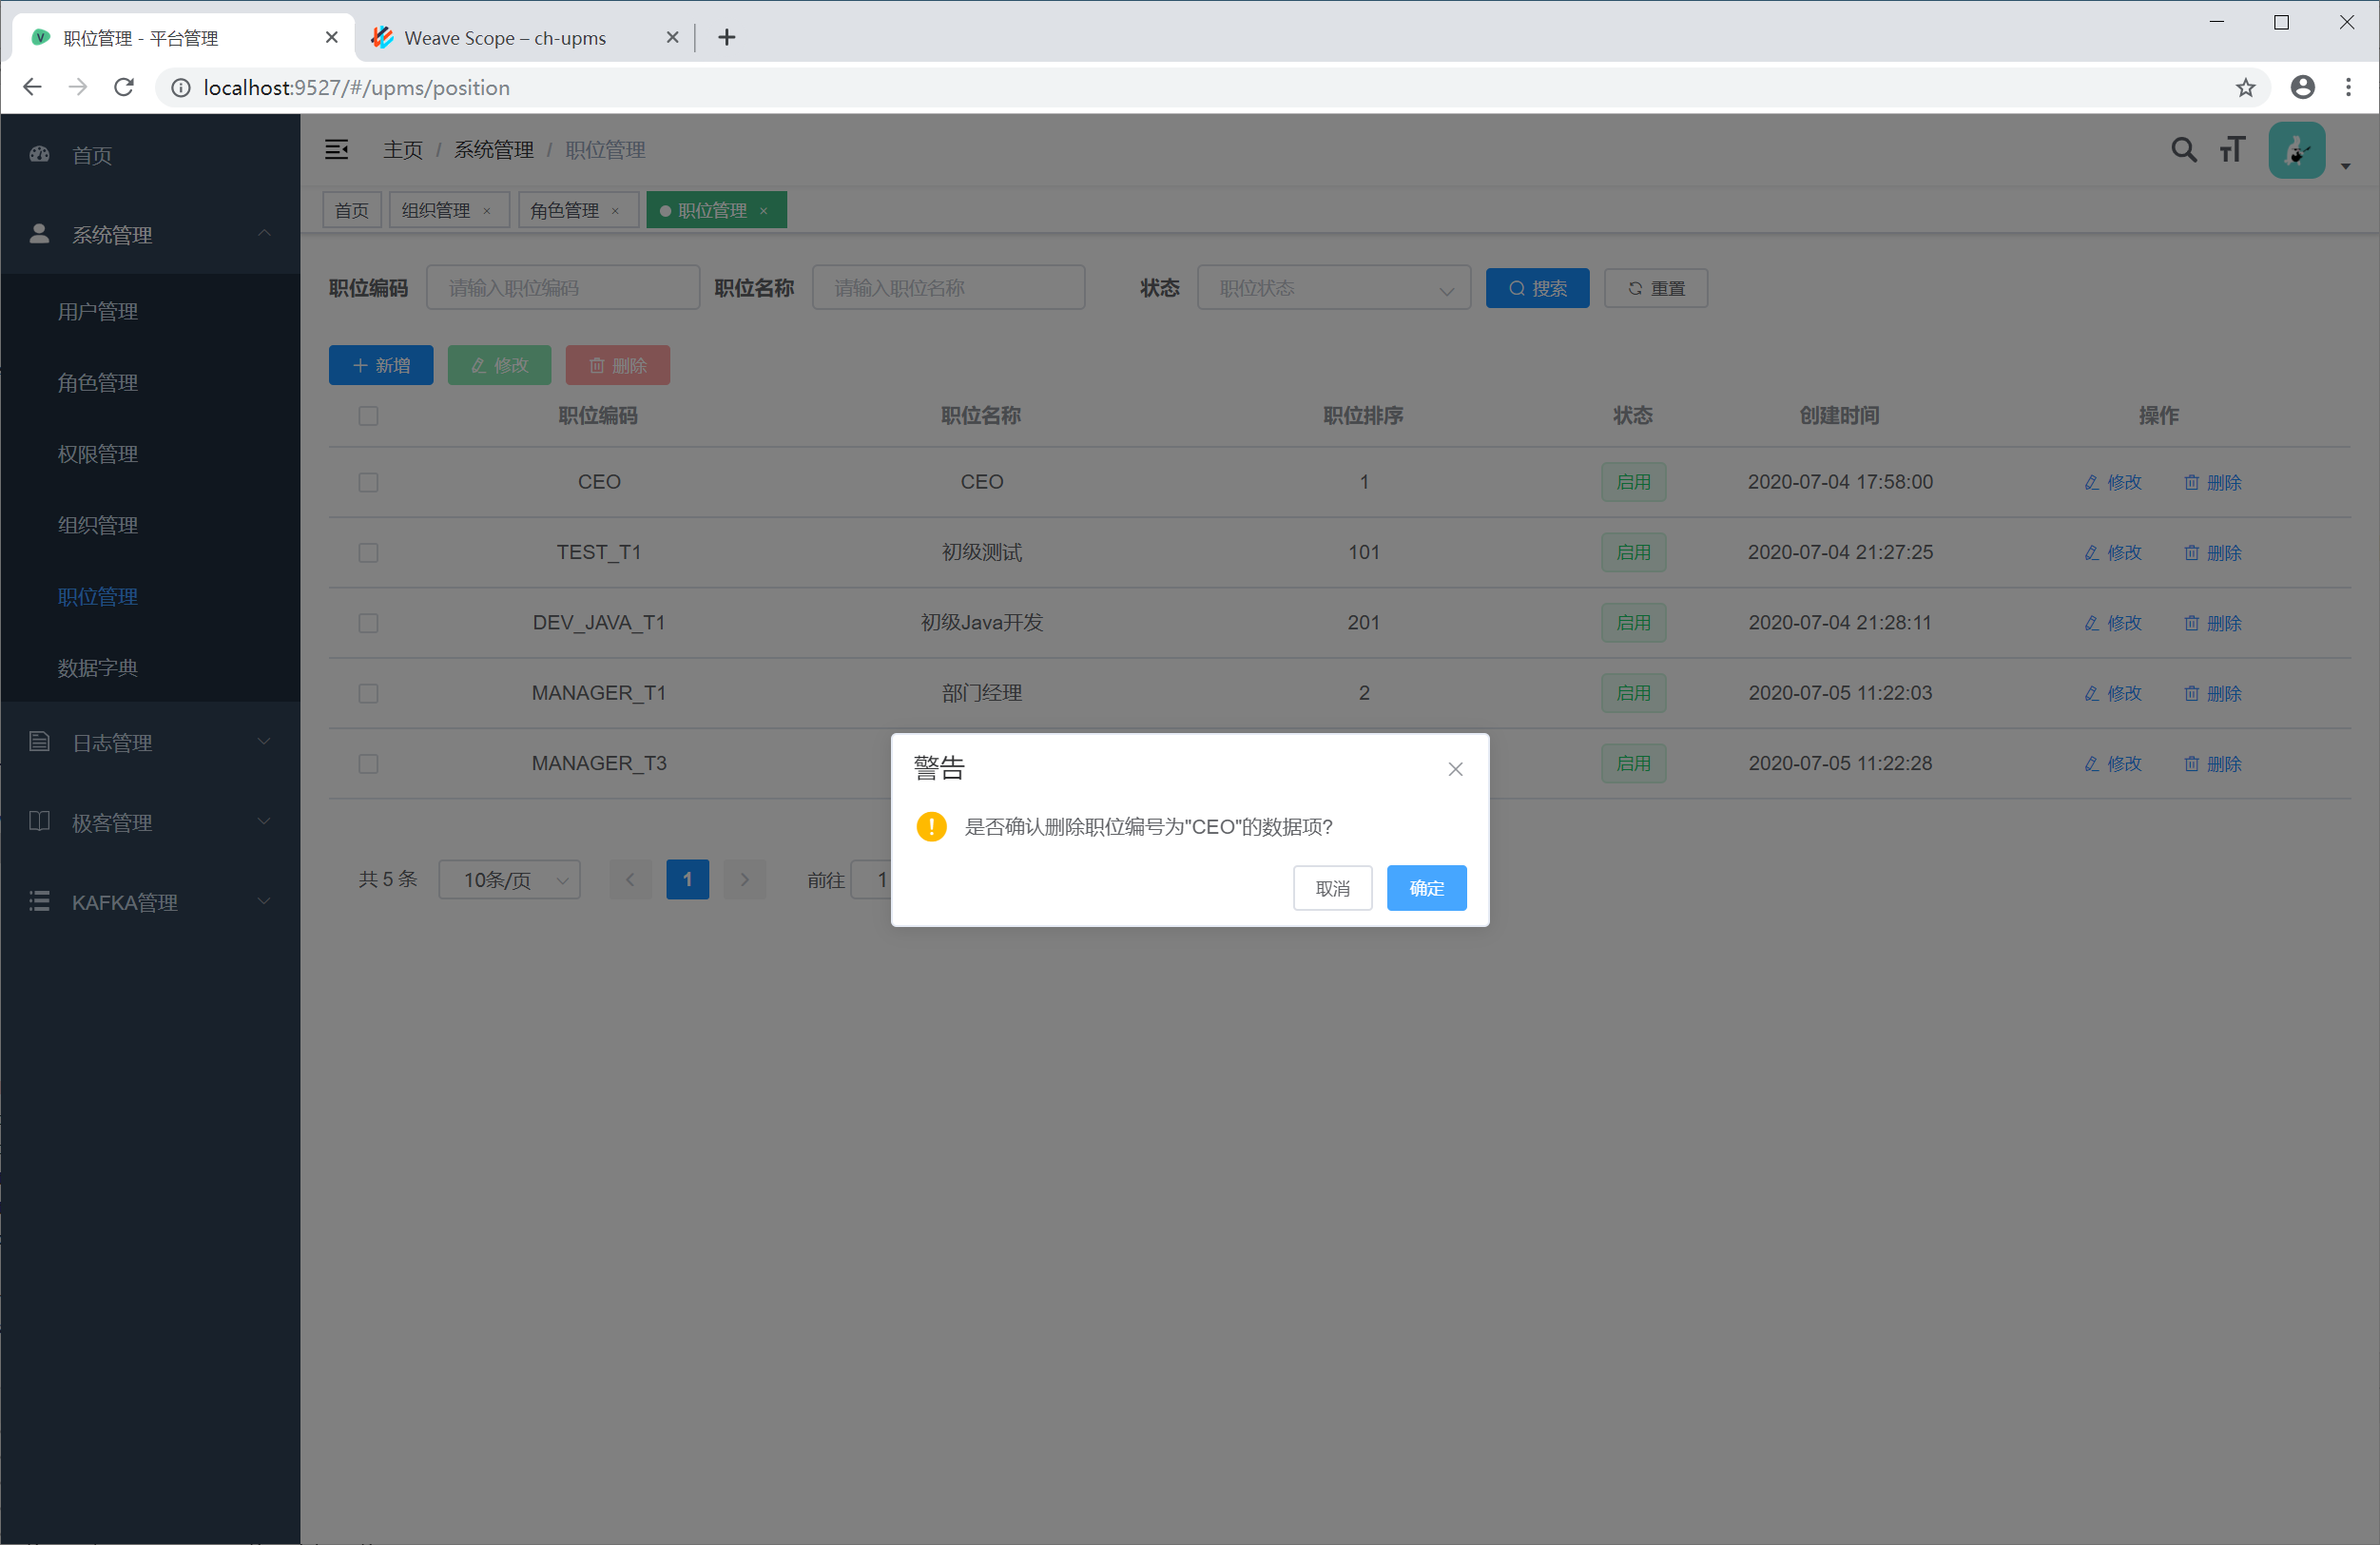 职位管理 - 平台管理
Weave Scope – ch-upms
localhost:9527/#/upms/position
首页
系统管理
用户管理
角色管理
权限管理
组织管理
职位管理
数据字典
日志管理
极客管理
KAFKA管理
主页 / 系统管理 / 职位管理
首页 组织管理 × 角色管理 × 职位管理 ×
职位编码 请输入职位编码 职位名称 请输入职位名称 状态 职位状态 搜索 重置
新增 修改 删除
职位编码 职位名称 职位排序 状态 创建时间 操作
CEO CEO 1 启用 2020-07-04 17:58:00 修改 删除
TEST_T1 初级测试 101 启用 2020-07-04 21:27:25 修改 删除
DEV_JAVA_T1 初级Java开发 201 启用 2020-07-04 21:28:11 修改 删除
MANAGER_T1 部门经理 2 启用 2020-07-05 11:22:03 修改 删除
MANAGER_T3 启用 2020-07-05 11:22:28 修改 删除
共 5 条 10条/页 1 前往 1
警告
是否确认删除职位编号为"CEO"的数据项?
取消 确定